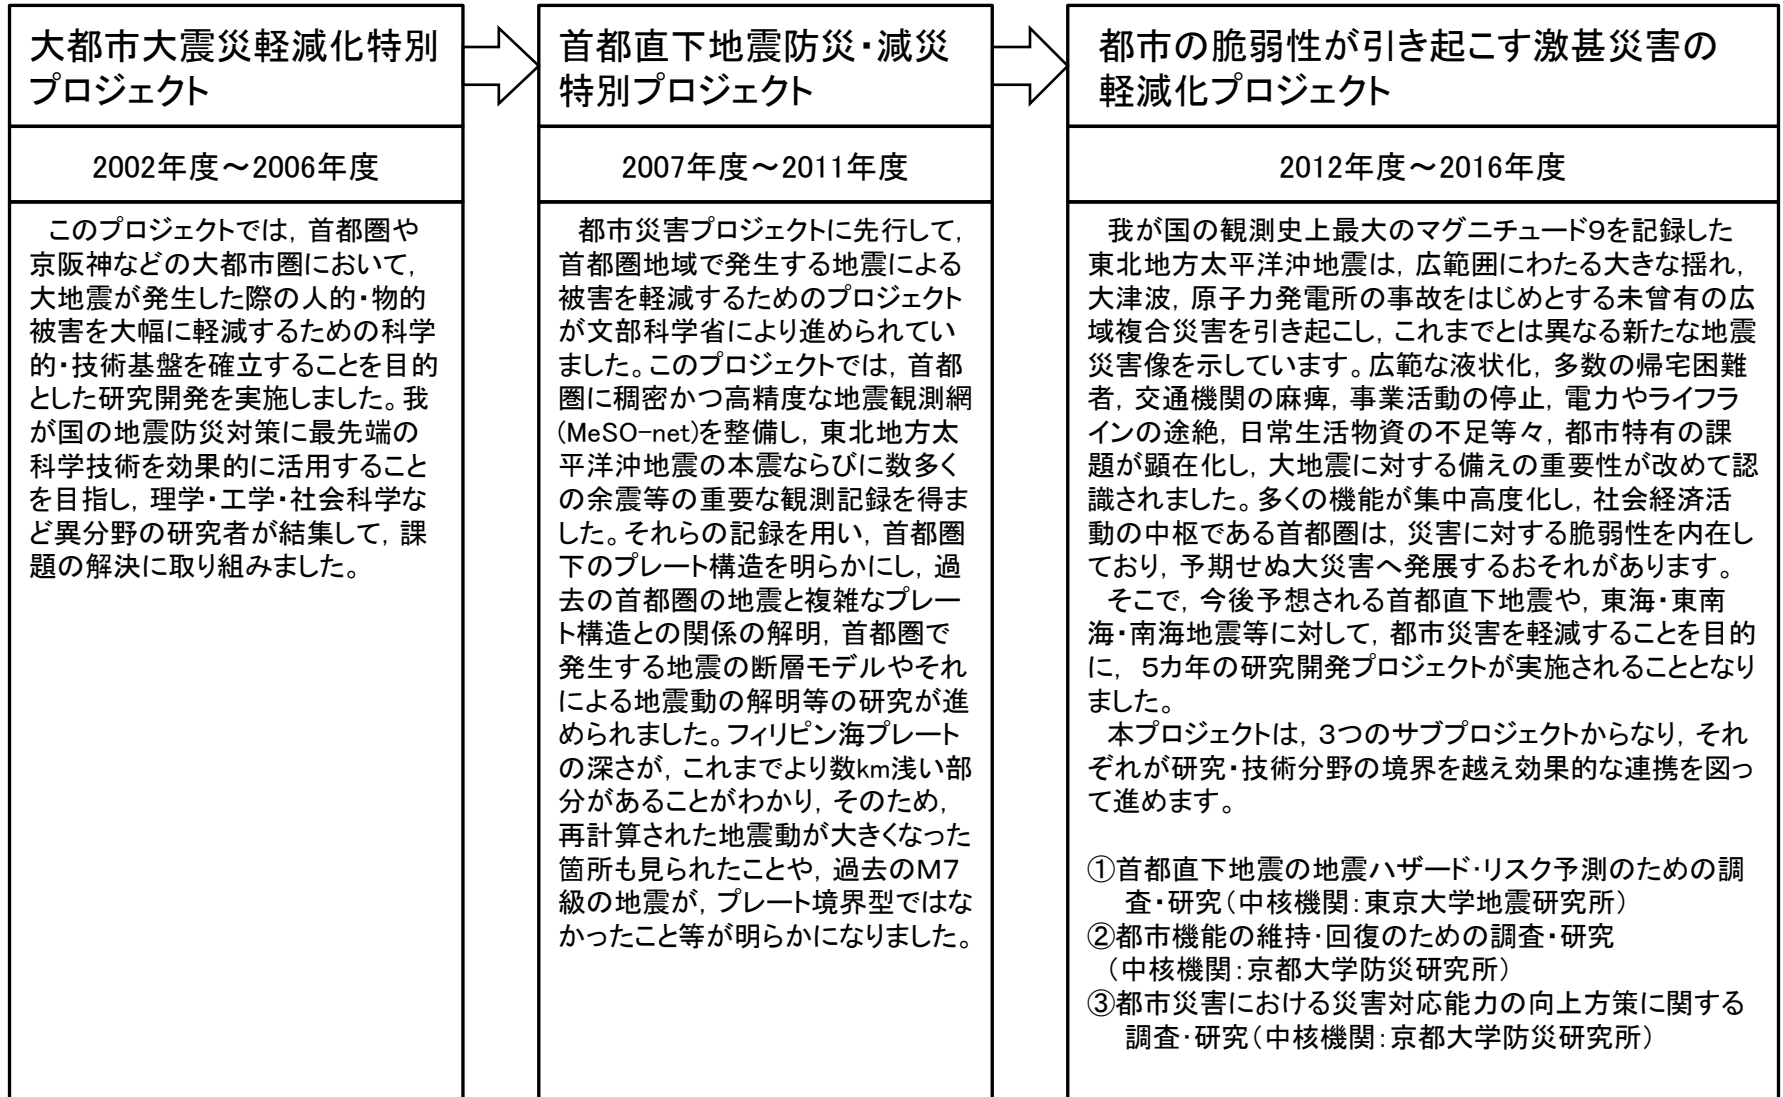 大都市大震災軽減化特別
プロジェクト
2002年度～2006年度
このプロジェクトでは，首都圏や
京阪神などの大都市圏において，
大地震が発生した際の人的・物的
被害を大幅に軽減するための科学
的・技術基盤を確立することを目的
とした研究開発を実施しました。我
が国の地震防災対策に最先端の
科学技術を効果的に活用すること
を目指し，理学・工学・社会科学な
ど異分野の研究者が結集して，課
題の解決に取り組みました。
首都直下地震防災・減災
特別プロジェクト
2007年度～2011年度
都市災害プロジェクトに先行して，
首都圏地域で発生する地震による
被害を軽減するためのプロジェクト
が文部科学省により進められてい
ました。このプロジェクトでは，首都
圏に稠密かつ高精度な地震観測網
(MeSO-net)を整備し，東北地方太
平洋沖地震の本震ならびに数多く
の余震等の重要な観測記録を得ま
した。それらの記録を用い，首都圏
下のプレート構造を明らかにし，過
去の首都圏の地震と複雑なプレー
ト構造との関係の解明，首都圏で
発生する地震の断層モデルやそれ
による地震動の解明等の研究が進
められました。フィリピン海プレート
の深さが，これまでより数km浅い部
分があることがわかり，そのため，
再計算された地震動が大きくなった
箇所も見られたことや，過去のＭ７
級の地震が，プレート境界型ではな
かったこと等が明らかになりました。
都市の脆弱性が引き起こす激甚災害の
軽減化プロジェクト
2012年度～2016年度
我が国の観測史上最大のマグニチュード９を記録した
東北地方太平洋沖地震は，広範囲にわたる大きな揺れ，
大津波，原子力発電所の事故をはじめとする未曾有の広
域複合災害を引き起こし，これまでとは異なる新たな地震
災害像を示しています。広範な液状化，多数の帰宅困難
者，交通機関の麻痺，事業活動の停止，電力やライフラ
インの途絶，日常生活物資の不足等々，都市特有の課
題が顕在化し，大地震に対する備えの重要性が改めて認
識されました。多くの機能が集中高度化し，社会経済活
動の中枢である首都圏は，災害に対する脆弱性を内在し
ており，予期せぬ大災害へ発展するおそれがあります。
そこで，今後予想される首都直下地震や，東海・東南
海・南海地震等に対して，都市災害を軽減することを目的
に，５カ年の研究開発プロジェクトが実施されることとなり
ました。
本プロジェクトは，３つのサブプロジェクトからなり，それ
ぞれが研究・技術分野の境界を越え効果的な連携を図っ
て進めます。
①首都直下地震の地震ハザード・リスク予測のための調
査・研究（中核機関：東京大学地震研究所）
②都市機能の維持・回復のための調査・研究
（中核機関：京都大学防災研究所）
③都市災害における災害対応能力の向上方策に関する
調査・研究（中核機関：京都大学防災研究所）